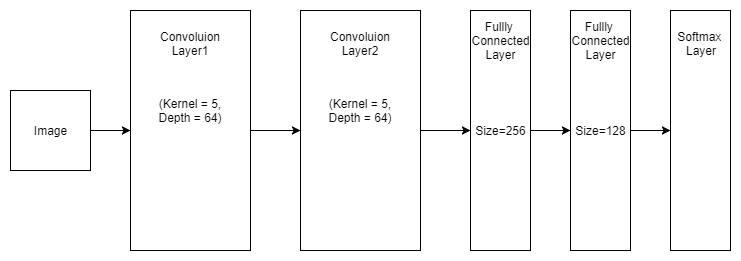 Image
Convoluion
Layer1
(Kernel = 5,
Depth = 64)
Convoluion
Layer2
(Kernel = 5,
Depth = 64)
Fullly
Connected
Layer
Size=256
Fullly
Connected
Layer
Size=128
Softmax
Layer